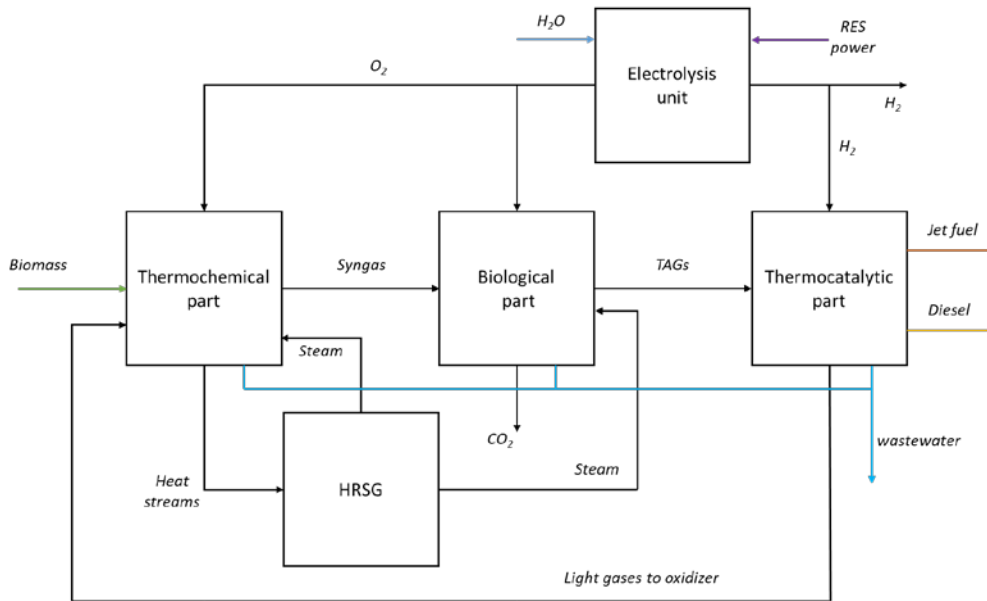 H₂O
RES
power
O₂
Electrolysis
unit
H₂
H₂
Biomass
Thermochemical
part
Syngas
Biological
part
TAGs
Thermocatalytic
part
Jet fuel
Diesel
Steam
CO₂
wastewater
Heat
streams
HRSG
Steam
Light gases to oxidizer